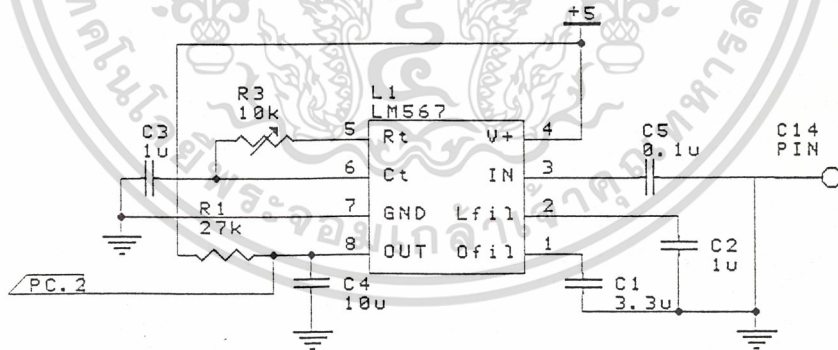 +5
L1
LM567
R3
10k
C3
1u
5 Rt V+ 4
6 Ct IN 3
7 GND Lfil 2
8 OUT Ofil 1
C5
0.1u
C14
PIN
R1
27k
PC.2
C4
10u
C2
1u
C1
3.3u